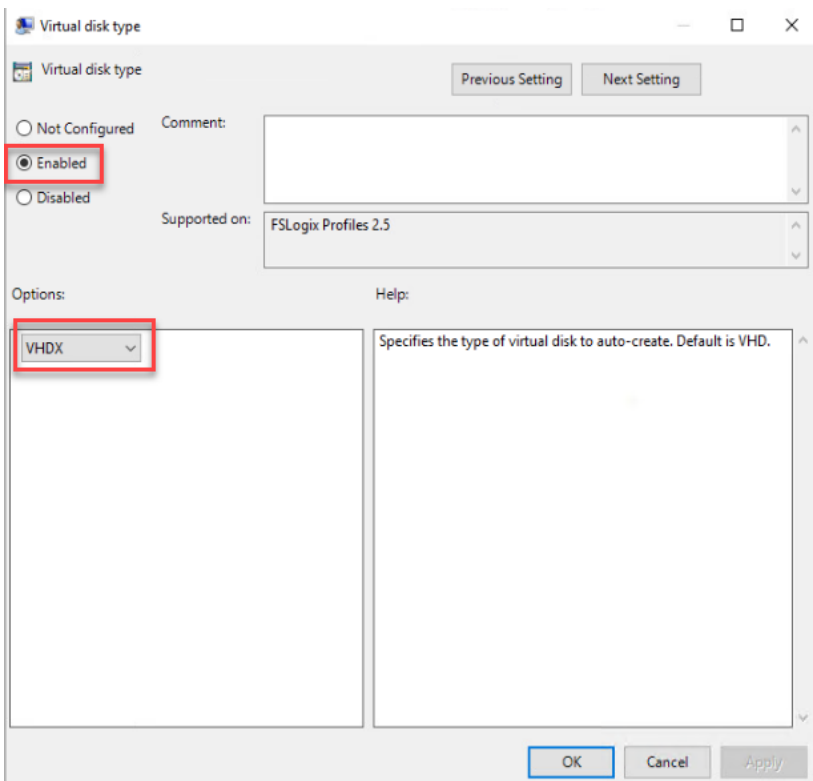 Virtual disk type
Virtual disk type
Previous Setting
Next Setting
Not Configured
Comment:
Enabled
Disabled
Supported on:
FSLogix Profiles 2.5
Options:
Help:
VHDX
Specifies the type of virtual disk to auto-create. Default is VHD.
OK
Cancel
Apply